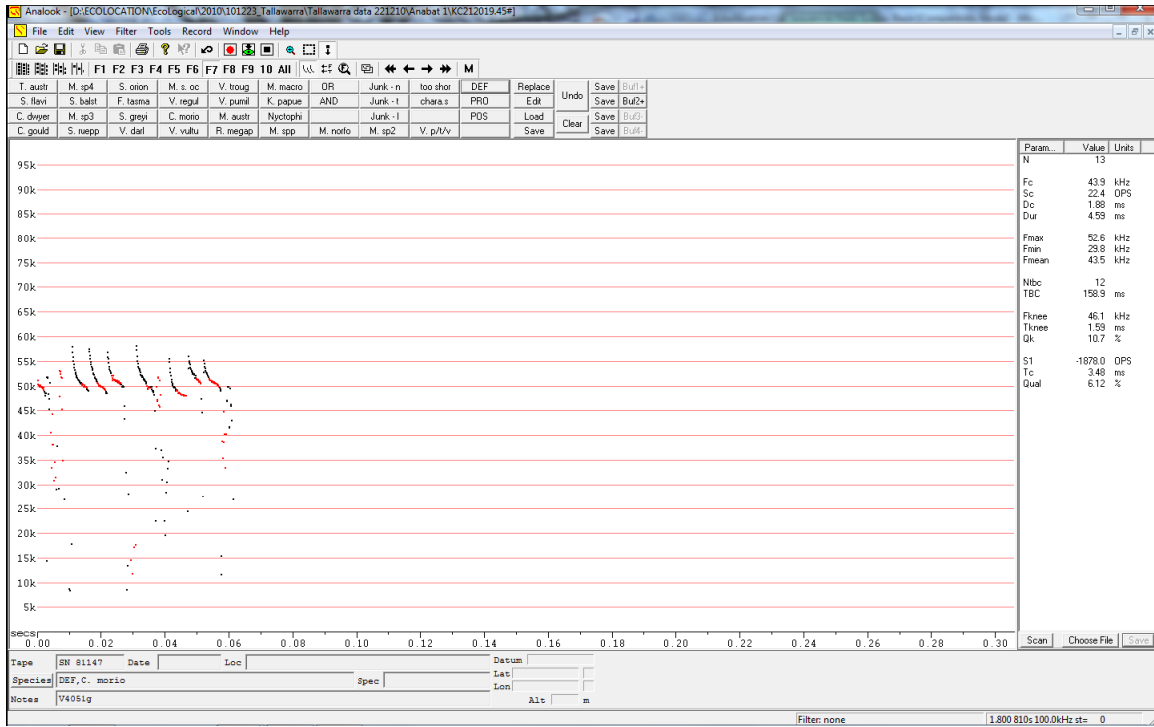 Analook - [D:\ECOLOCATION\EcoLogical\2010\101223_Tallawarra\Tallawarra data 221210\Anabat 1\KC212019.45#]
File Edit View Filter Tools Record Window Help
F1 F2 F3 F4 F5 F6 F7 F8 F9 10 All M
T. austr M. sp4 S. orion M. s. oc V. troug M. macro OR Junk - n too shor DEF Replace Undo Save Buf1+
S. flavi S. balst F. tasma V. regul V. pumil K. papue AND Junk - t chara.s PRO Edit Save Buf2+
C. dwyer M. sp3 S. greyi C. morio M. austr Nyctophi Junk - l POS Load Clear Save Buf3-
C. gould S. ruepp V. darl V. vultu R. megap M. spp M. norfo M. sp2 V. p/t/v Save Save Buf4-
Param... Value Units
N 13
Fc 43.9 kHz
Sc 22.4 OPS
Dc 1.88 ms
Dur 4.59 ms
Fmax 52.6 kHz
Fmin 29.8 kHz
Fmean 43.5 kHz
Ntbc 12
TBC 158.9 ms
Fknee 46.1 kHz
Tknee 1.59 ms
Qk 10.7 %
S1 -1878.0 OPS
Tc 3.48 ms
Qual 6.12 %
95k
90k
85k
80k
75k
70k
65k
60k
55k
50k
45k
40k
35k
30k
25k
20k
15k
10k
5k
secs
0.00 0.02 0.04 0.06 0.08 0.10 0.12 0.14 0.16 0.18 0.20 0.22 0.24 0.26 0.28 0.30
Scan Choose File Save
Tape SN 81147 Date Loc Datum
Species DEF,C. morio Spec Lat
Lon
Notes V4051g Alt m
Filter: none 1.800 810s 100.0kHz st= 0